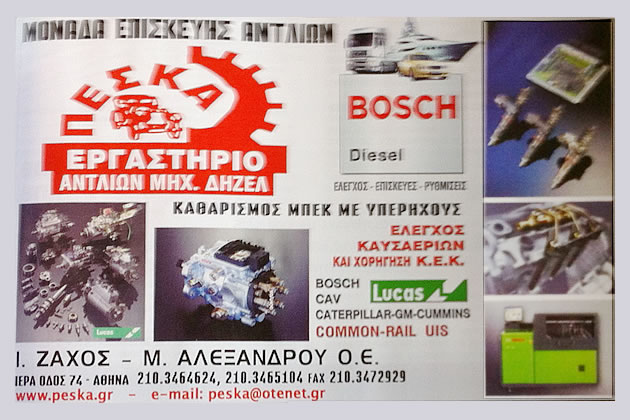 ΜΟΝΑΔΑ ΕΠΙΣΚΕΥΗΣ ΑΝΤΛΙΩΝ
ΠΕΣΚΑ
ΕΡΓΑΣΤΗΡΙΟ
ΑΝΤΛΙΩΝ ΜΗΧ. ΔΗΖΕΛ
BOSCH
Diesel
ΕΛΕΓΧΟΣ - ΕΠΙΣΚΕΥΕΣ - ΡΥΘΜΙΣΕΙΣ
ΚΑΘΑΡΙΣΜΟΣ ΜΠΕΚ ΜΕ ΥΠΕΡΗΧΟΥΣ
ΕΛΕΓΧΟΣ
ΚΑΥΣΑΕΡΙΩΝ
ΚΑΙ ΧΟΡΗΓΗΣΗ Κ.Ε.Κ.
BOSCH
CAV
Lucas
CATERPILLAR-GM-CUMMINS
COMMON-RAIL UIS
Lucas
Ι. ΖΑΧΟΣ - Μ. ΑΛΕΞΑΝΔΡΟΥ Ο.Ε.
ΙΕΡΑ ΟΔΟΣ 74 - ΑΘΗΝΑ 210.3464624, 210.3465104 FAX 210.3472929
www.peska.gr - e-mail: peska@otenet.gr